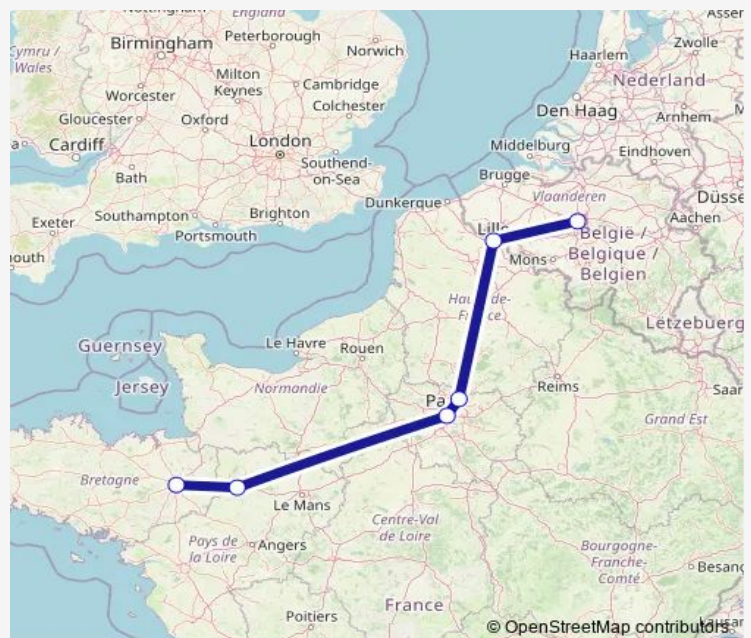 England
Birmingham
Peterborough
Norwich
Cymru /
Wales
Milton
Keynes
Cambridge
Worcester
Colchester
Gloucester
Oxford
Cardiff
London
Southend-
on-Sea
Bath
Southampton
Brighton
Exeter
Portsmouth
Haarlem
Zwolle
Nederland
Den Haag
Arnhem
Middelburg
Eindhoven
Brugge
Vlaanderen
Dunkerque
Aachen
Lille
België /
Belgique /
Belgien
Mons
Lëtzebuerg
Guernsey
Le Havre
Rouen
Jersey
Normandie
Reims
Grand Est
Bretagne
Le Mans
Pays de
la Loire
Angers
Centre-Val
de Loire
Bourgogne-
Franche-
Comté
Poitiers
France
© OpenStreetMap contributors